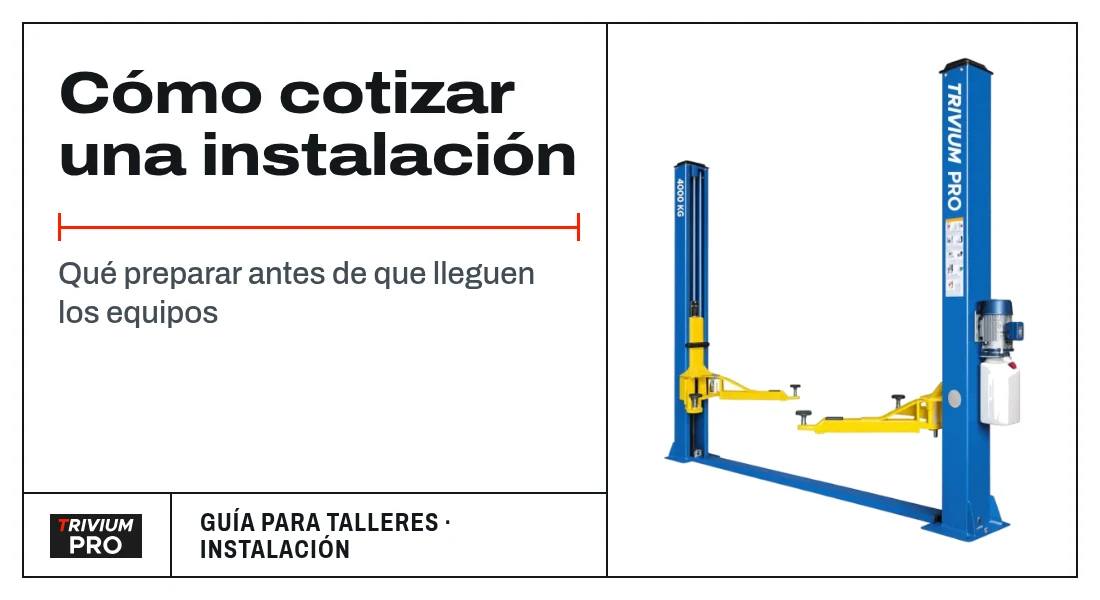 Cómo cotizar
una instalación
Qué preparar antes de que lleguen
los equipos
TRIVIUM
PRO
GUÍA PARA TALLERES ·
INSTALACIÓN
4000 KG
TRIVIUM PRO